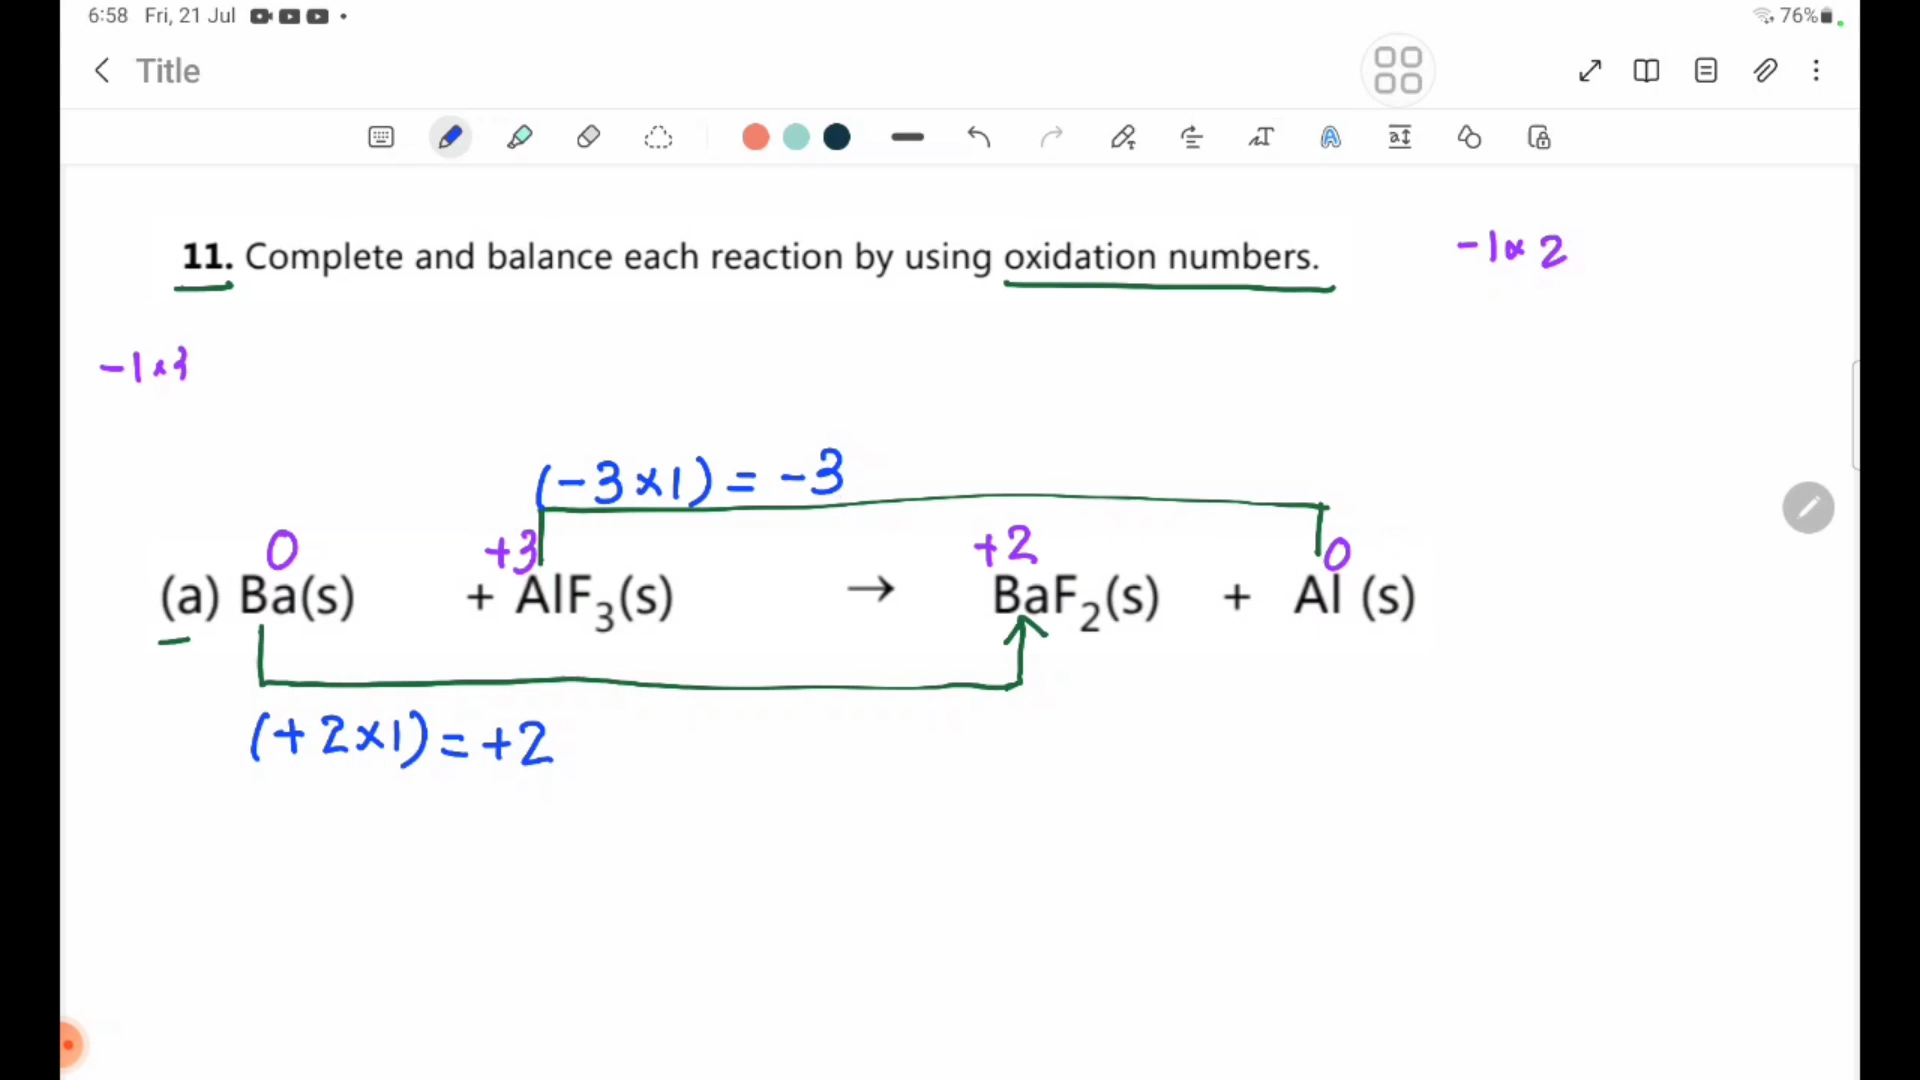 6:58 Fri, 21 Jul 76%
Title
11. Complete and balance each reaction by using oxidation numbers.
-1×2
-1×3
(-3×1) = -3
0 +3 +2 0
(a) Ba(s) + AlF₃(s) → BaF₂(s) + Al (s)
(+2×1) = +2